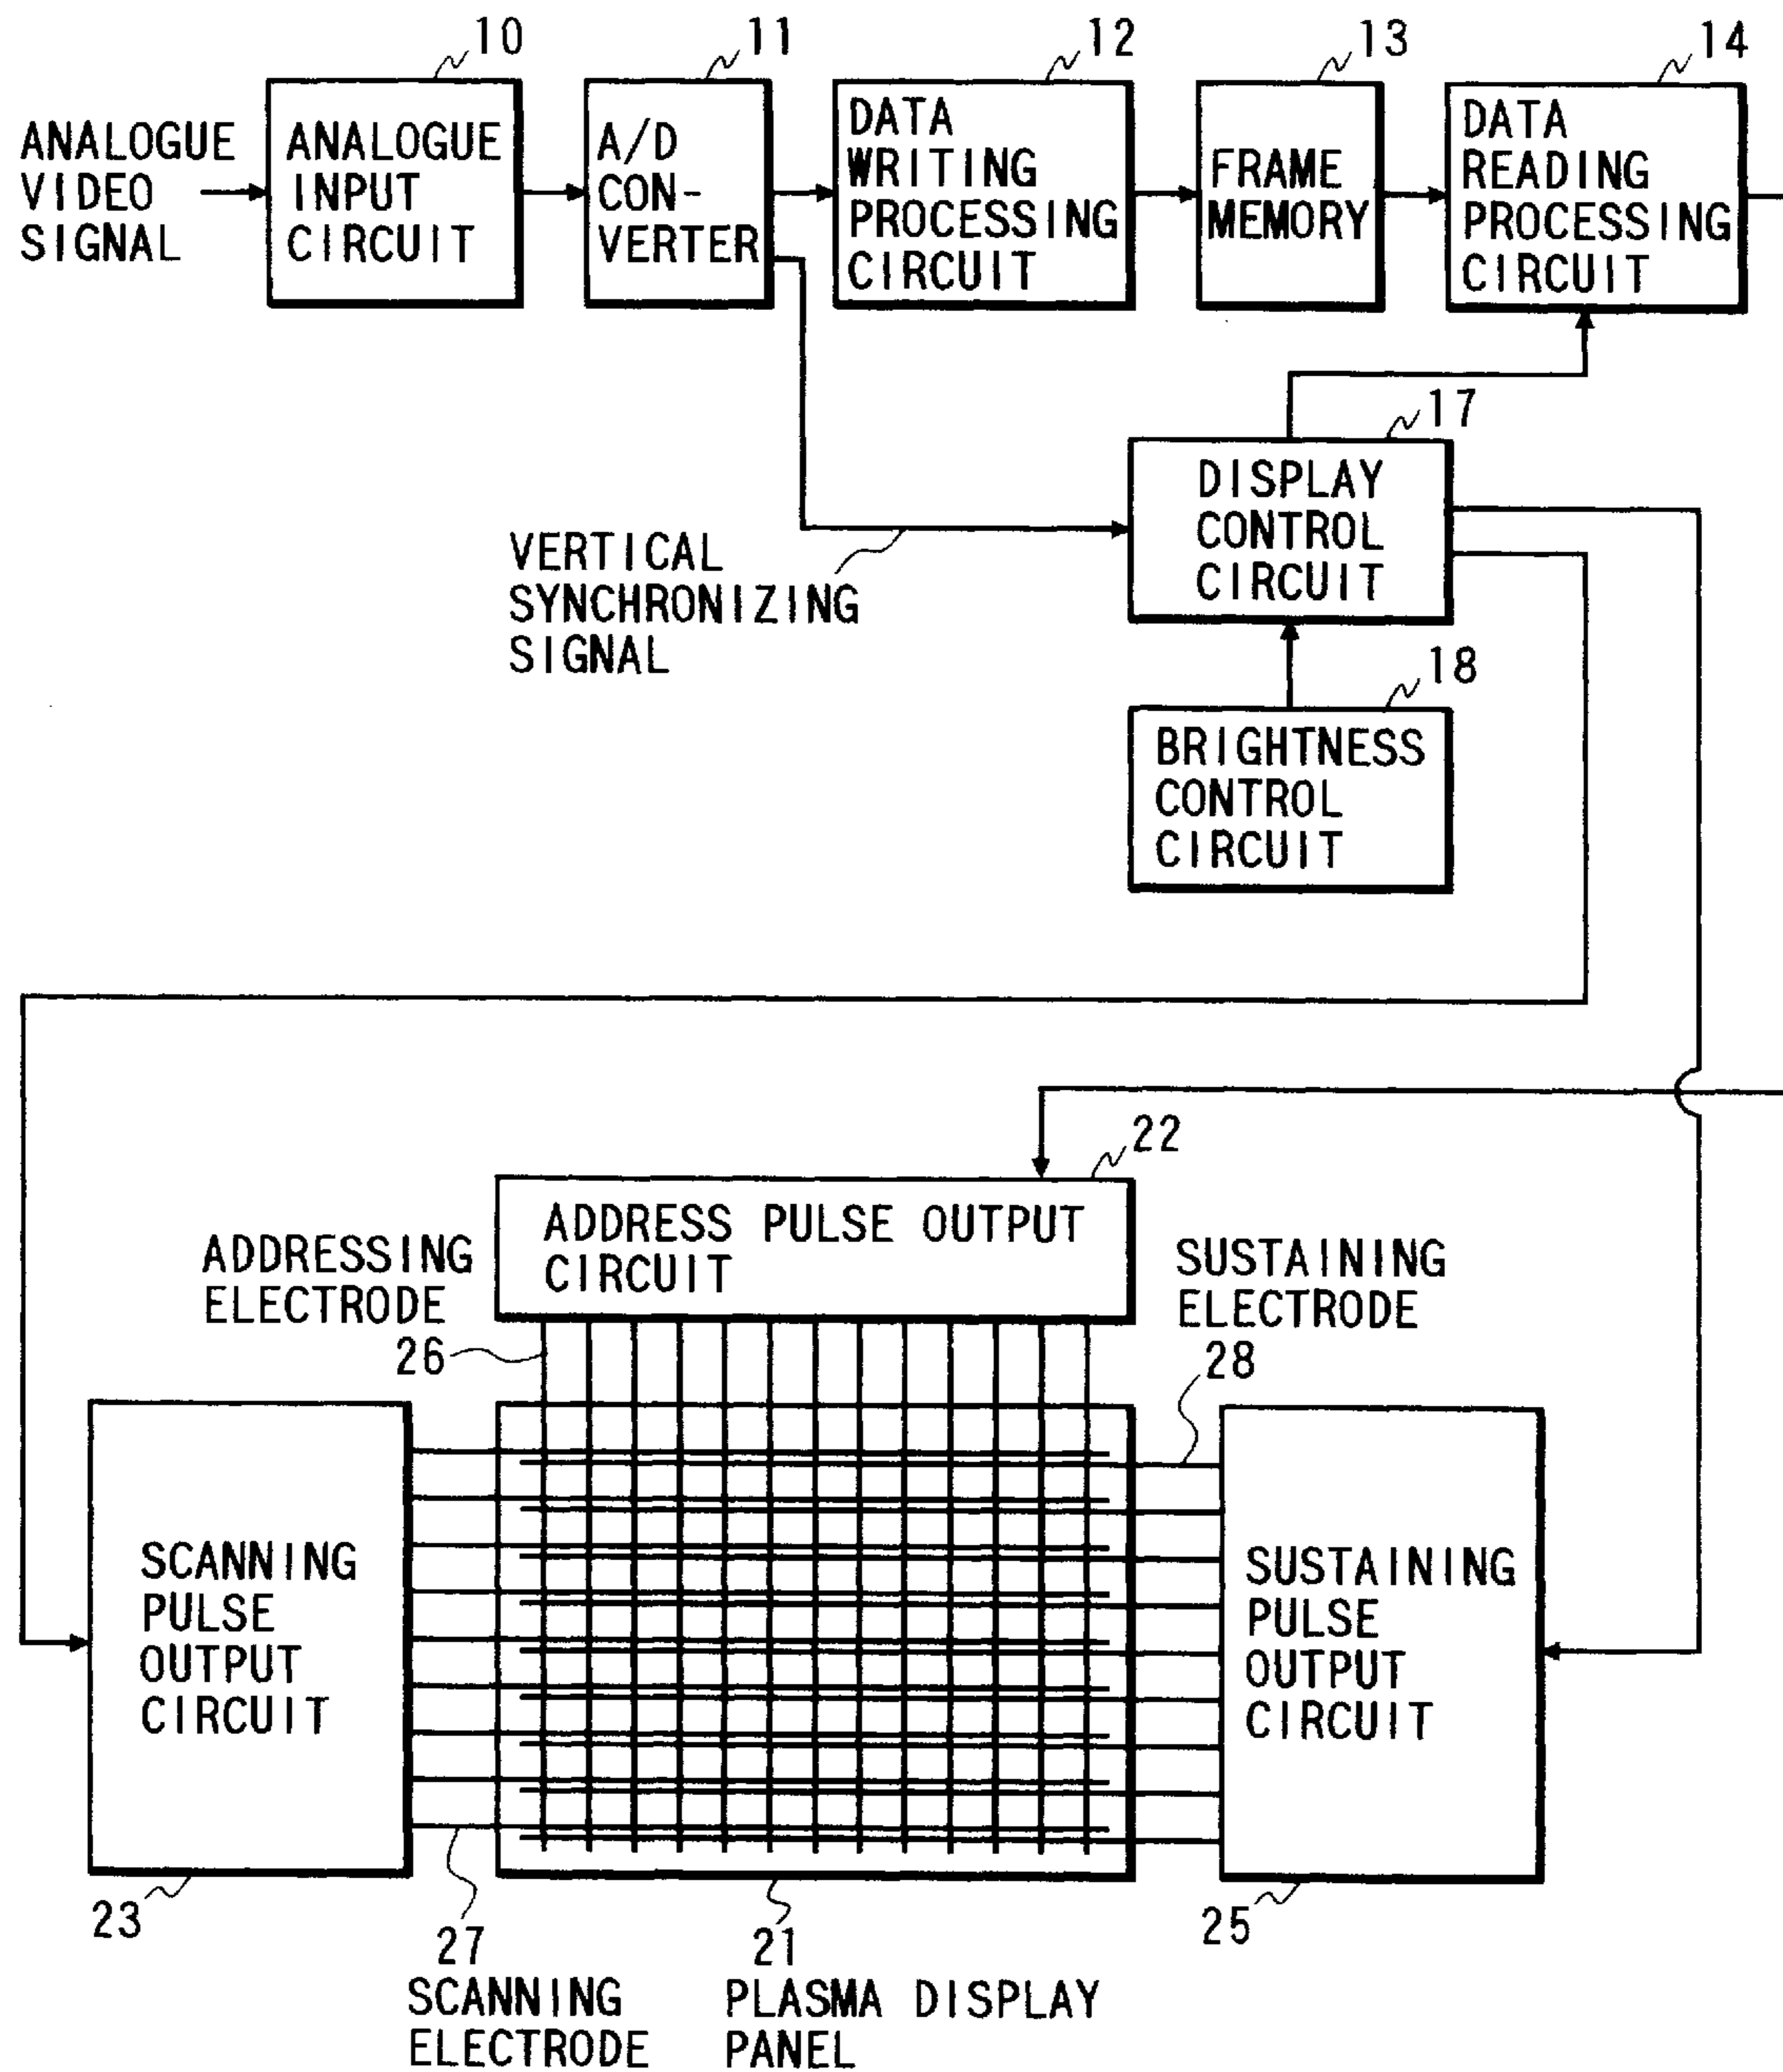 10
11
12
13
14
ANALOGUE
VIDEO
SIGNAL
ANALOGUE
INPUT
CIRCUIT
A/D
CON-
VERTER
DATA
WRITING
PROCESSING
CIRCUIT
FRAME
MEMORY
DATA
READING
PROCESSING
CIRCUIT
17
DISPLAY
CONTROL
CIRCUIT
VERTICAL
SYNCHRONIZING
SIGNAL
18
BRIGHTNESS
CONTROL
CIRCUIT
22
ADDRESS PULSE OUTPUT
CIRCUIT
ADDRESSING
ELECTRODE
26
SUSTAINING
ELECTRODE
28
SCANNING
PULSE
OUTPUT
CIRCUIT
SUSTAINING
PULSE
OUTPUT
CIRCUIT
23
27
SCANNING
ELECTRODE
21
PLASMA DISPLAY
PANEL
25